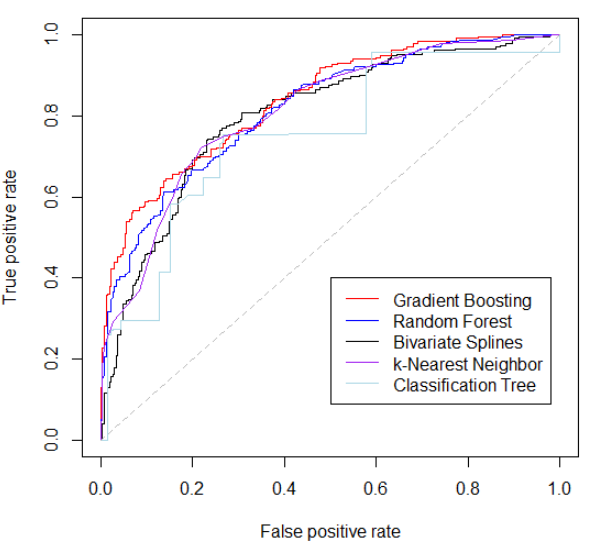 1.0
0.8
0.6
0.4
0.2
0.0
True positive rate
Gradient Boosting
Random Forest
Bivariate Splines
k-Nearest Neighbor
Classification Tree
0.0 0.2 0.4 0.6 0.8 1.0
False positive rate